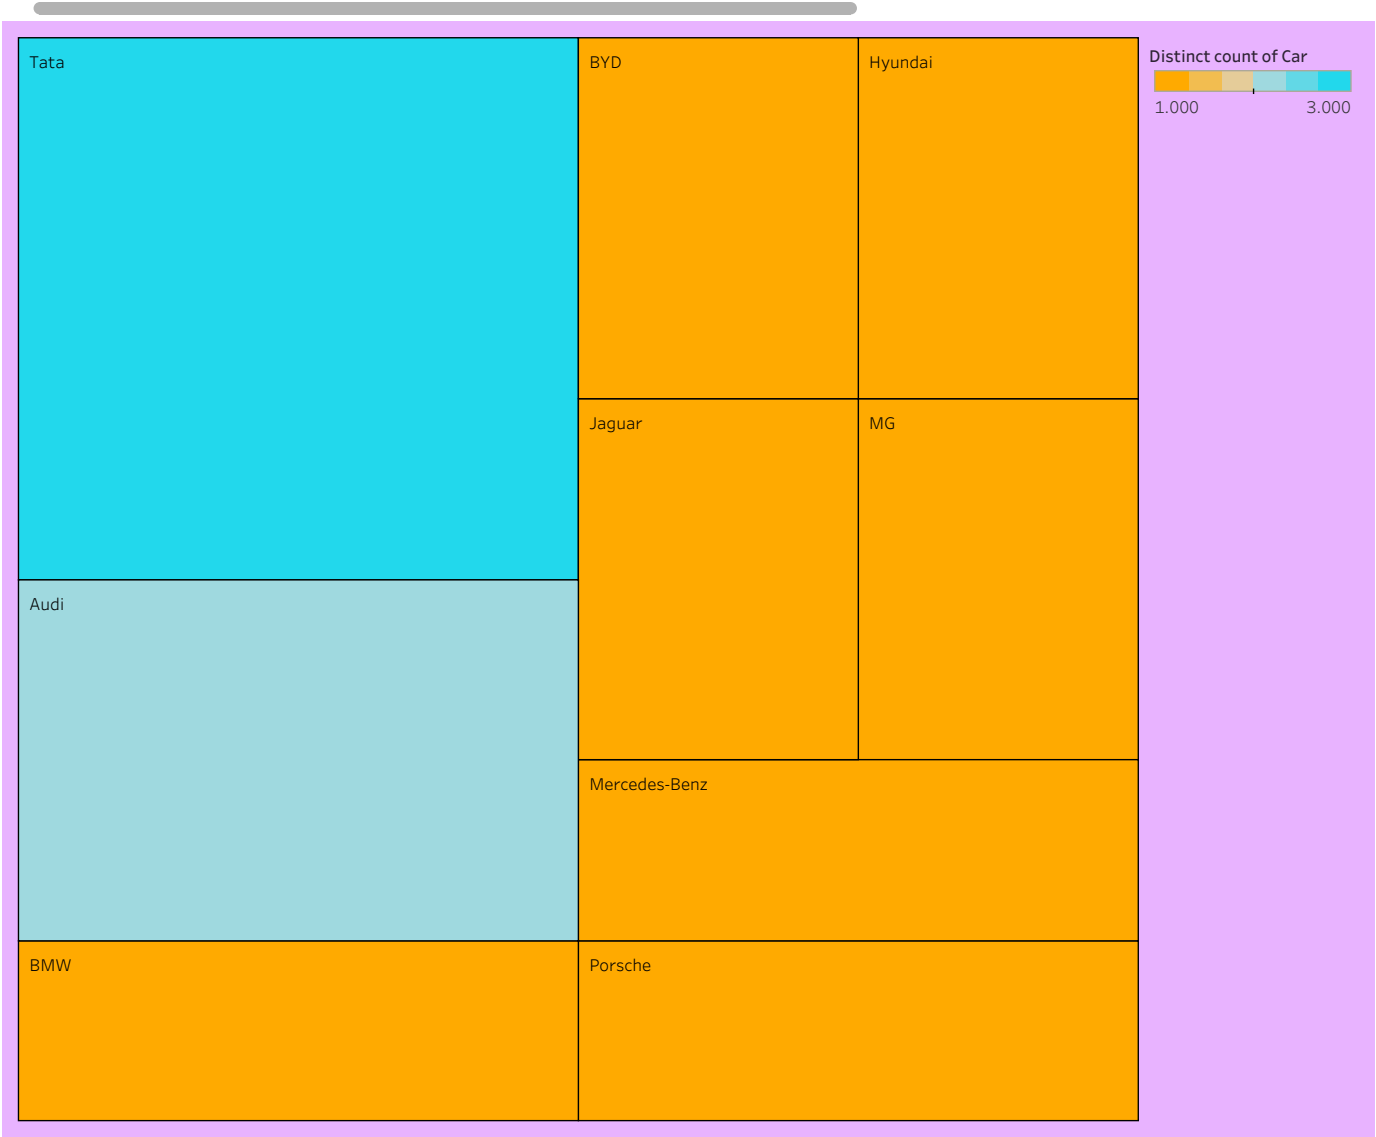 Tata
BYD
Hyundai
Distinct count of Car
1.000 3.000
Jaguar
MG
Audi
Mercedes-Benz
BMW
Porsche